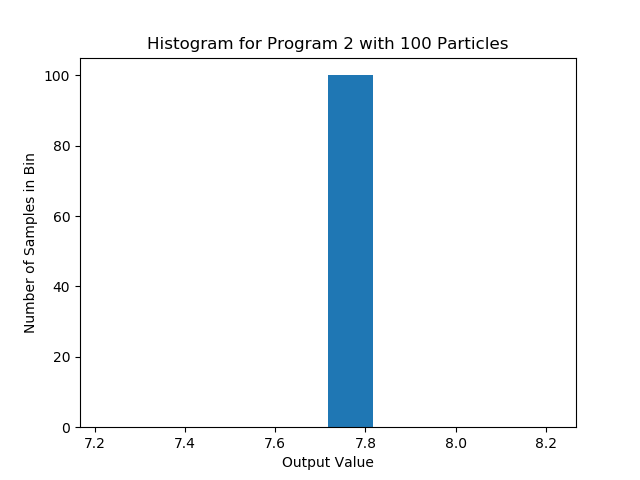 Histogram for Program 2 with 100 Particles
Number of Samples in Bin
100
80
60
40
20
0
7.2 7.4 7.6 7.8 8.0 8.2
Output Value